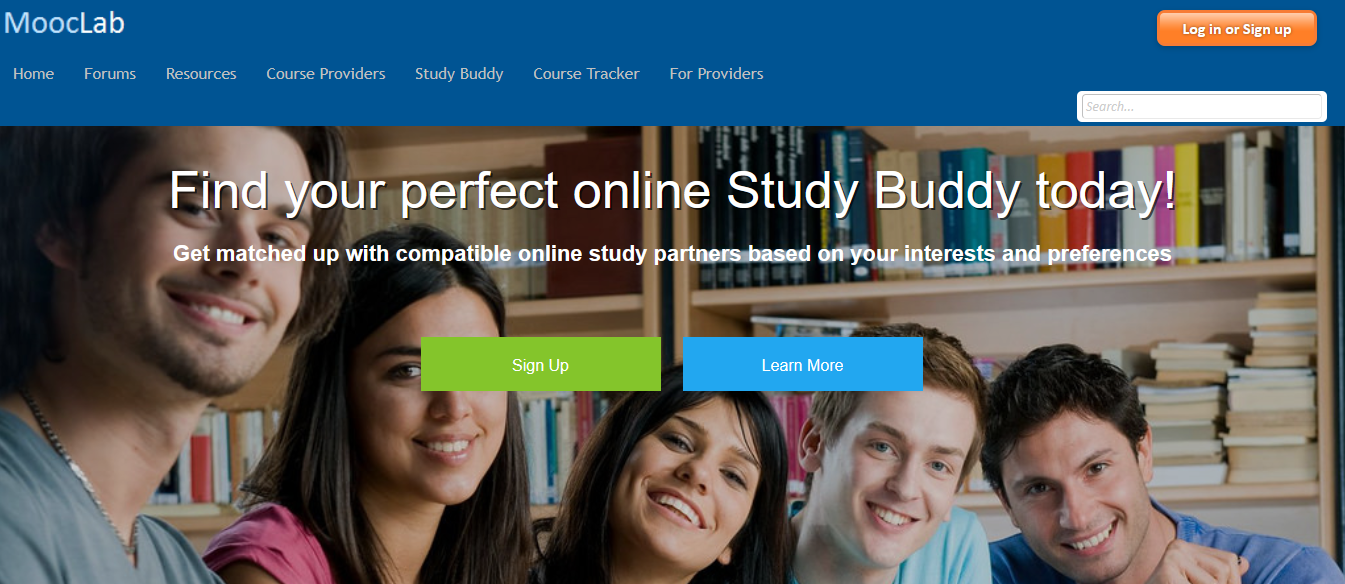 MoocLab
Log in or Sign up
Home Forums Resources Course Providers Study Buddy Course Tracker For Providers
Search...
Find your perfect online Study Buddy today!
Get matched up with compatible online study partners based on your interests and preferences
Sign Up Learn More